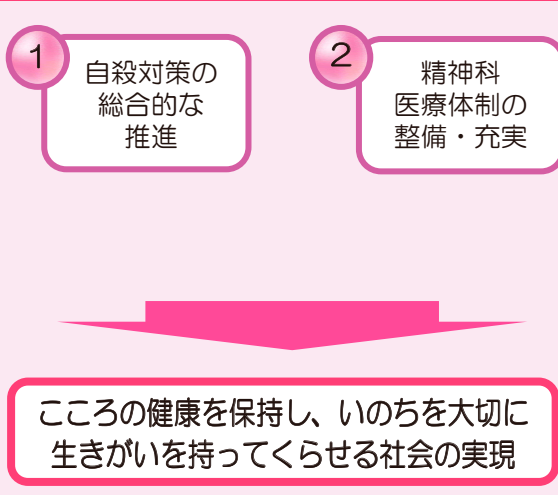 1
自殺対策の
総合的な
推進
2
精神科
医療体制の
整備・充実
こころの健康を保持し、いのちを大切に
生きがいを持ってくらせる社会の実現